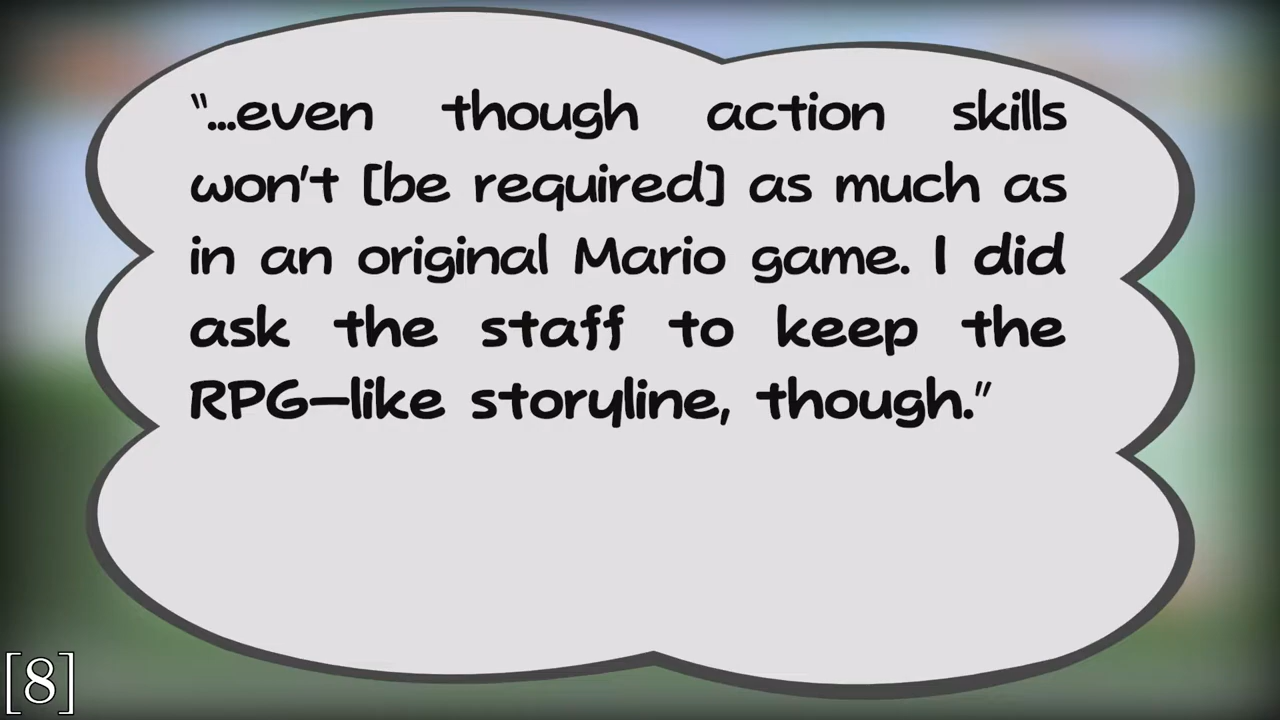 "...even though action skills
won't [be required] as much as
in an original Mario game. I did
ask the staff to keep the
RPG—like storyline, though."
[8]